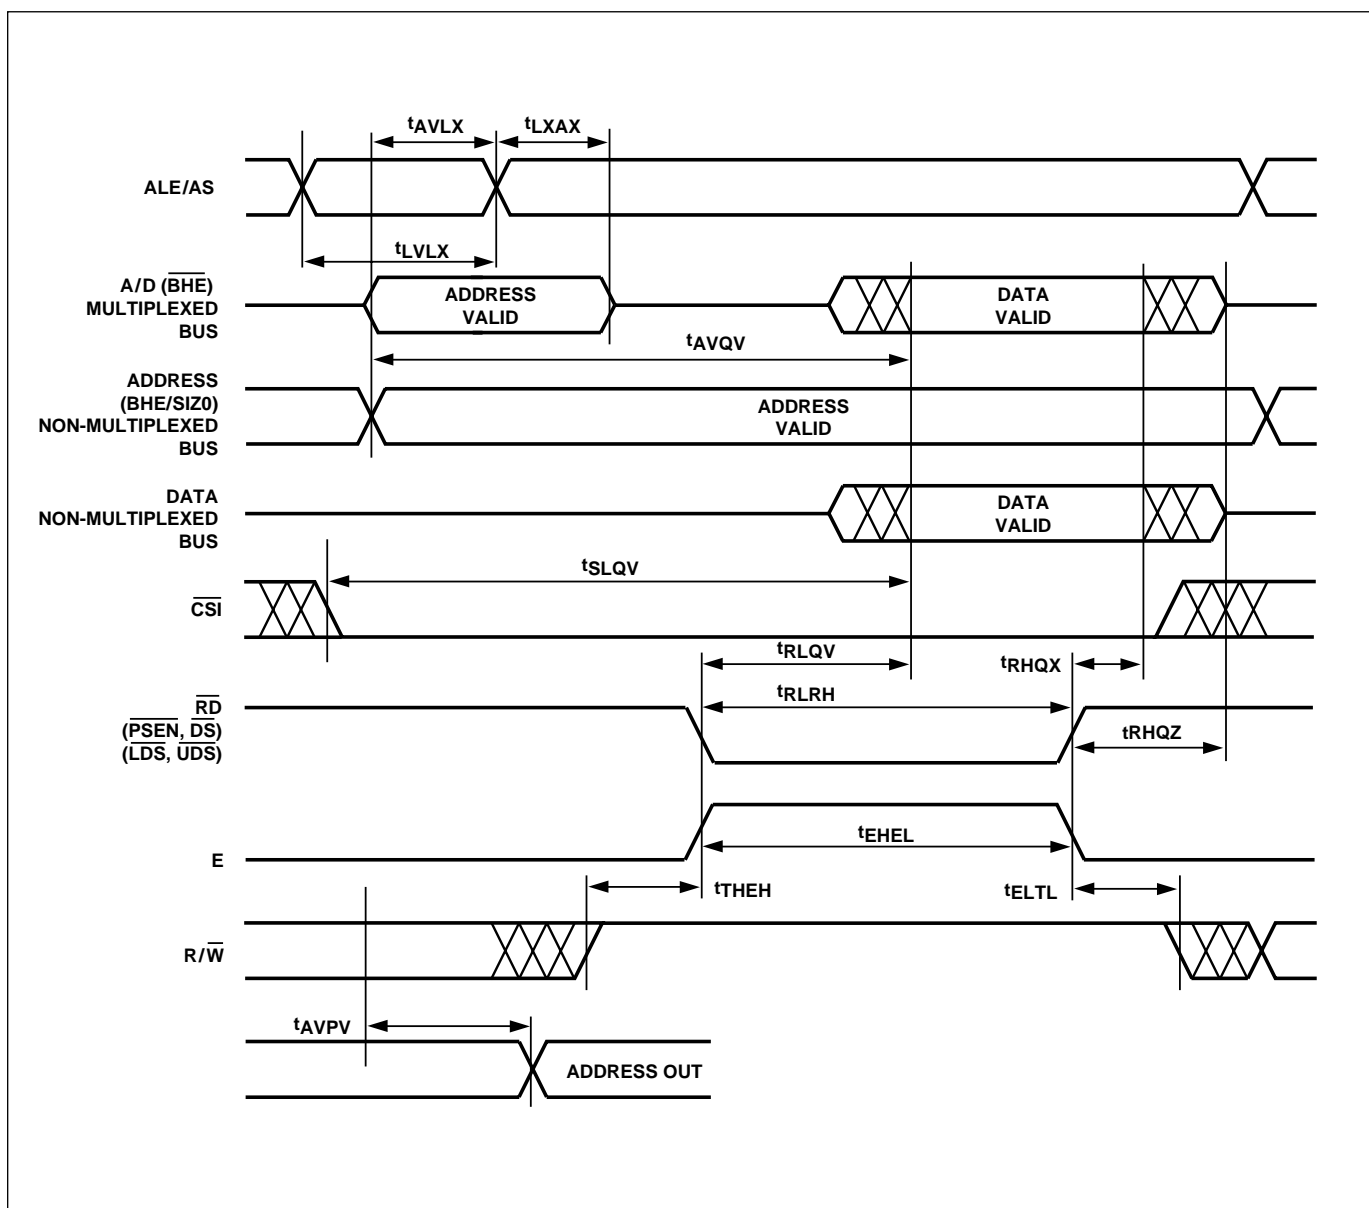 tAVLX
tLXAX
ALE/AS
tLVLX
A/D (BHE)
MULTIPLEXED
BUS
ADDRESS
VALID
DATA
VALID
tAVQV
ADDRESS
(BHE/SIZ0)
NON-MULTIPLEXED
BUS
ADDRESS
VALID
DATA
NON-MULTIPLEXED
BUS
DATA
VALID
tSLQV
CSI
tRLQV
tRHQX
tRLRH
RD
(PSEN, DS)
(LDS, UDS)
tRHQZ
tEHEL
E
tTHEH
tELTL
R/W
tAVPV
ADDRESS OUT